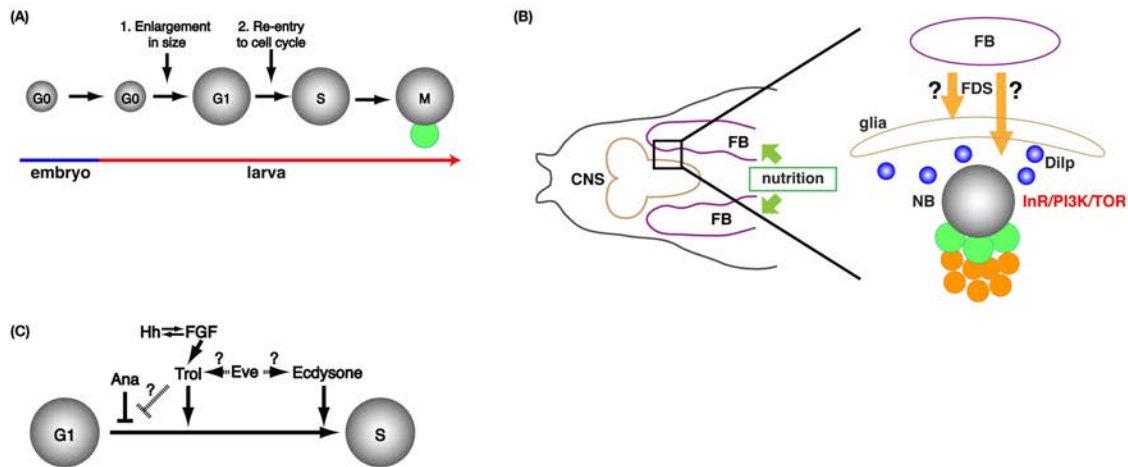 (A)
1. Enlargement
in size
2. Re-entry
to cell cycle
G0
G0
G1
S
M
embryo
larva
(B)
CNS
FB
FB
nutrition
FB
? FDS ?
glia
Dilp
NB
InR/PI3K/TOR
(C)
Hh FGF
Ana
?
Trol
?
Eve
?
Ecdysone
G1
S